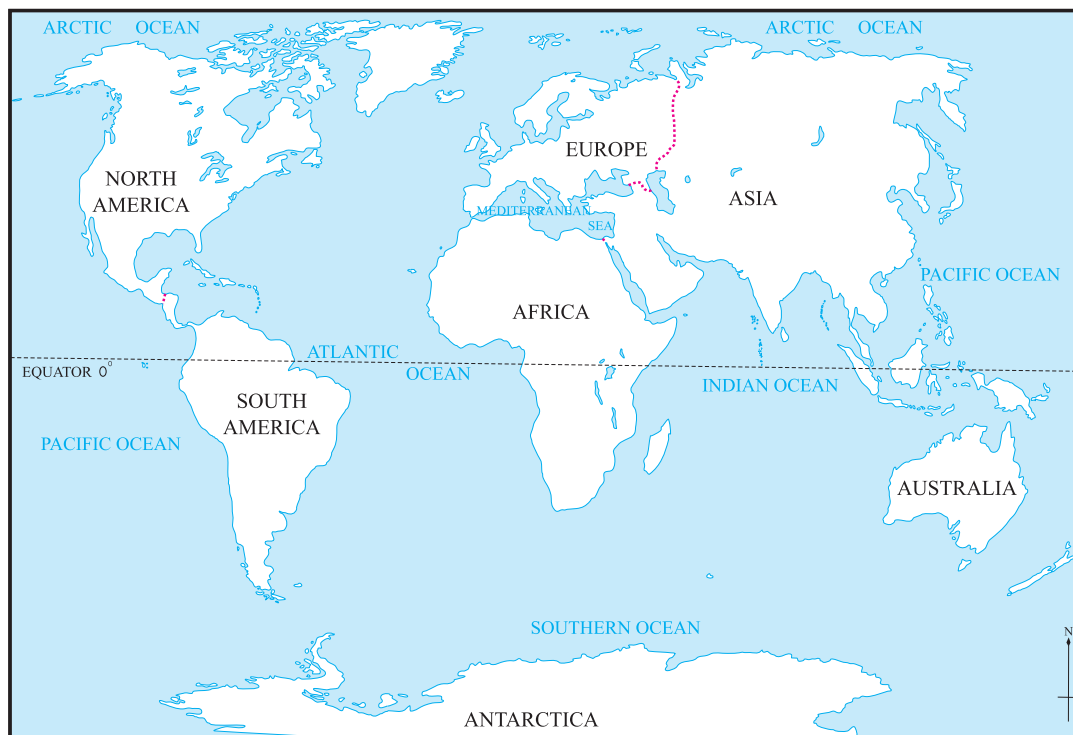 ARCTIC OCEAN
ARCTIC OCEAN
EUROPE
NORTH
AMERICA
ASIA
MEDITERRANEAN
SEA
PACIFIC OCEAN
AFRICA
ATLANTIC
OCEAN
EQUATOR 0°
INDIAN OCEAN
SOUTH
AMERICA
PACIFIC OCEAN
AUSTRALIA
SOUTHERN OCEAN
N
ANTARCTICA